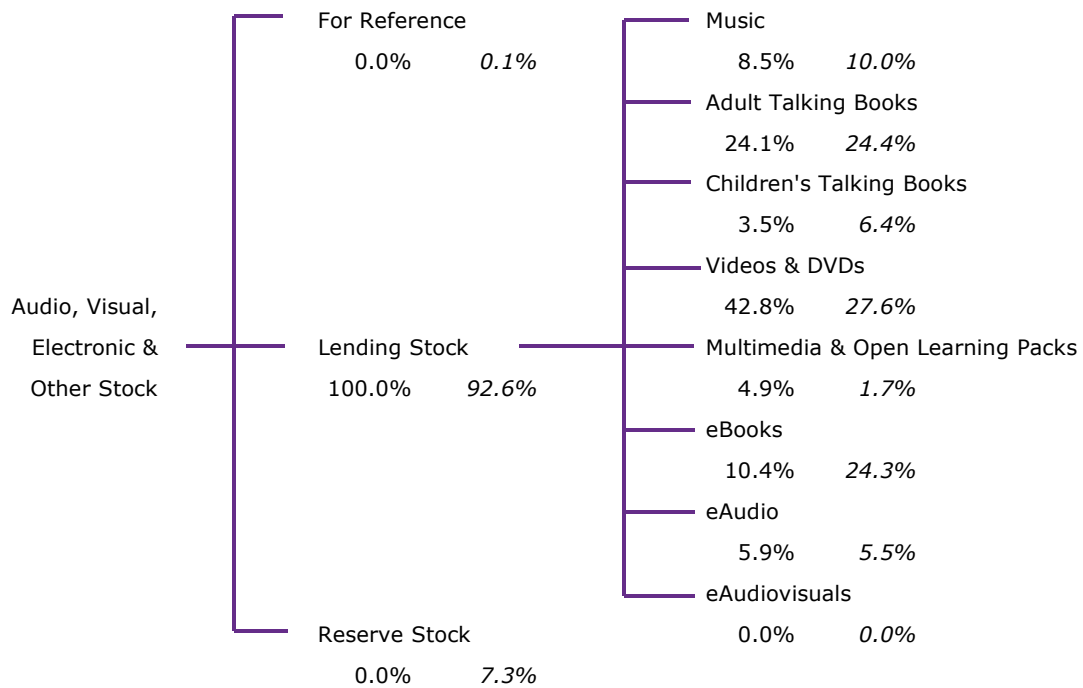 For Reference
0.0% 0.1%
Audio, Visual,
Electronic &
Other Stock
Lending Stock
100.0% 92.6%
Reserve Stock
0.0% 7.3%
Music
8.5% 10.0%
Adult Talking Books
24.1% 24.4%
Children's Talking Books
3.5% 6.4%
Videos & DVDs
42.8% 27.6%
Multimedia & Open Learning Packs
4.9% 1.7%
eBooks
10.4% 24.3%
eAudio
5.9% 5.5%
eAudiovisuals
0.0% 0.0%